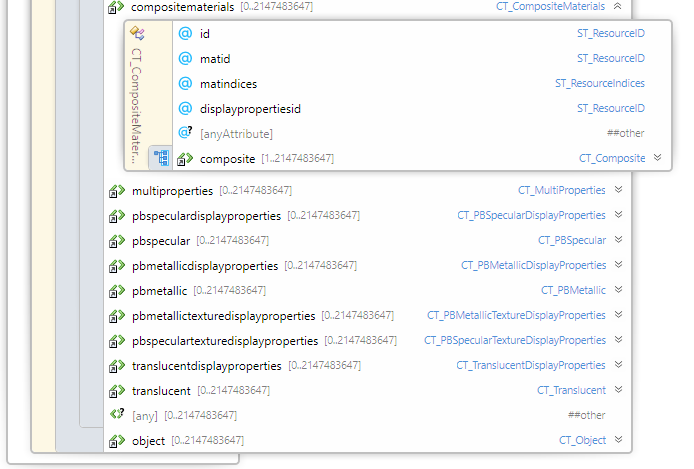 compositematerials [0..2147483647] CT_CompositeMaterials
CT_CompositeMater...
@ id ST_ResourceID
@ matid ST_ResourceID
@ matindices ST_ResourceIndices
@ displaypropertiesid ST_ResourceID
@? [anyAttribute] ##other
composite [1..2147483647] CT_Composite
multiproperties [0..2147483647] CT_MultiProperties
pbspeculardisplayproperties [0..2147483647] CT_PBSpecularDisplayProperties
pbspecular [0..2147483647] CT_PBSpecular
pbmetallicdisplayproperties [0..2147483647] CT_PBMetallicDisplayProperties
pbmetallic [0..2147483647] CT_PBMetallic
pbmetallictexturedisplayproperties [0..2147483647] CT_PBMetallicTextureDisplayProperties
pbspeculartexturedisplayproperties [0..2147483647] CT_PBSpecularTextureDisplayProperties
translucentdisplayproperties [0..2147483647] CT_TranslucentDisplayProperties
translucent [0..2147483647] CT_Translucent
[any] [0..2147483647] ##other
object [0..2147483647] CT_Object